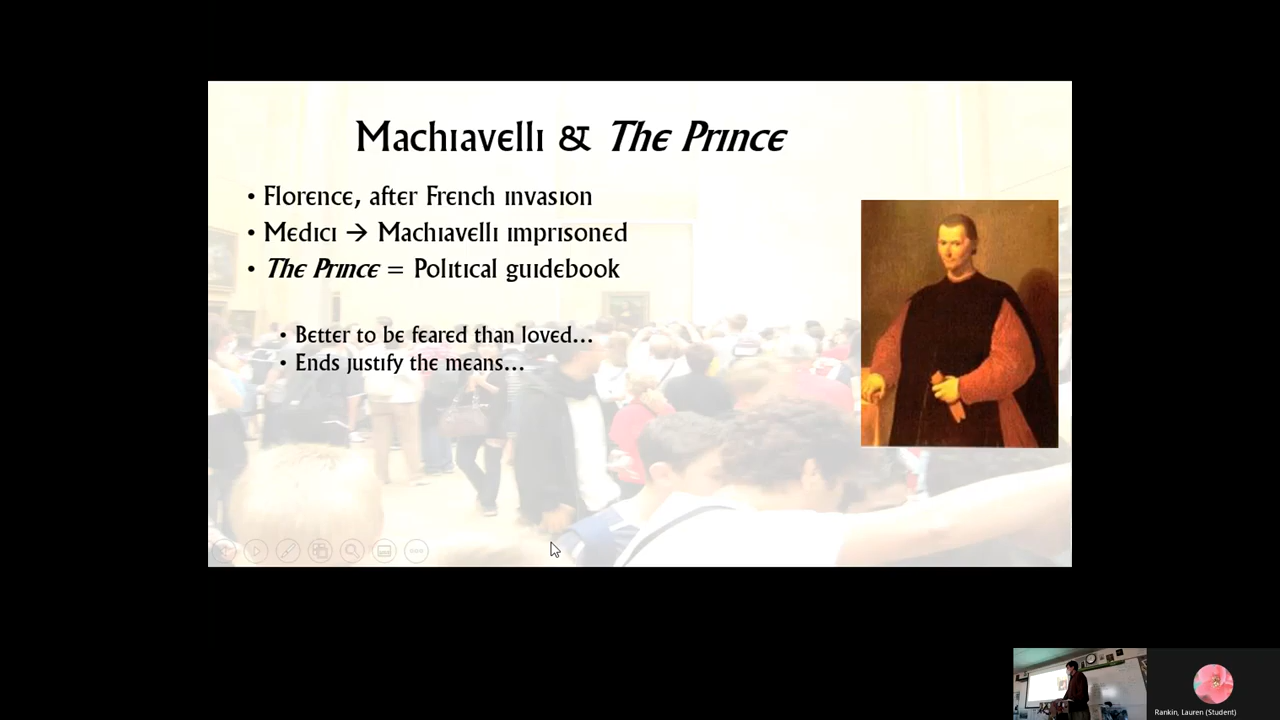 Machiavelli & The Prince
• Florence, after French invasion
• Medici → Machiavelli imprisoned
• The Prince = Political guidebook
• Better to be feared than loved...
• Ends justify the means...
Rankin, Lauren (Student)